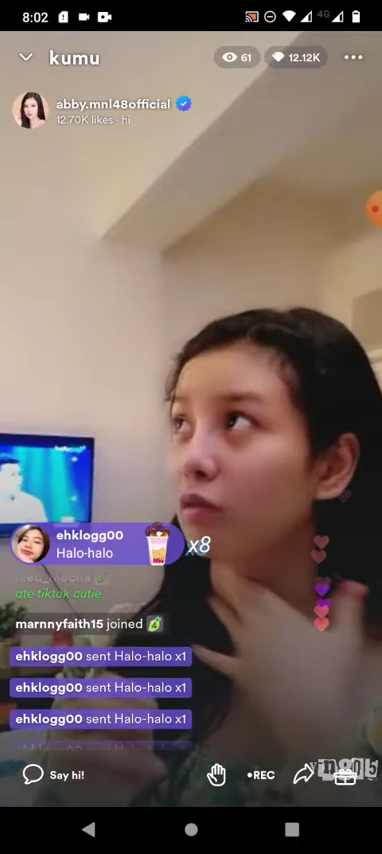 8:02
4G
kumu
61
12.12K
abby.mnl48official
12.70K likes · hi
ehklogg00
Halo-halo
x8
ate tiktok cutie
marnnyfaith15 joined
ehklogg00 sent Halo-halo x1
ehklogg00 sent Halo-halo x1
ehklogg00 sent Halo-halo x1
Say hi!
•REC